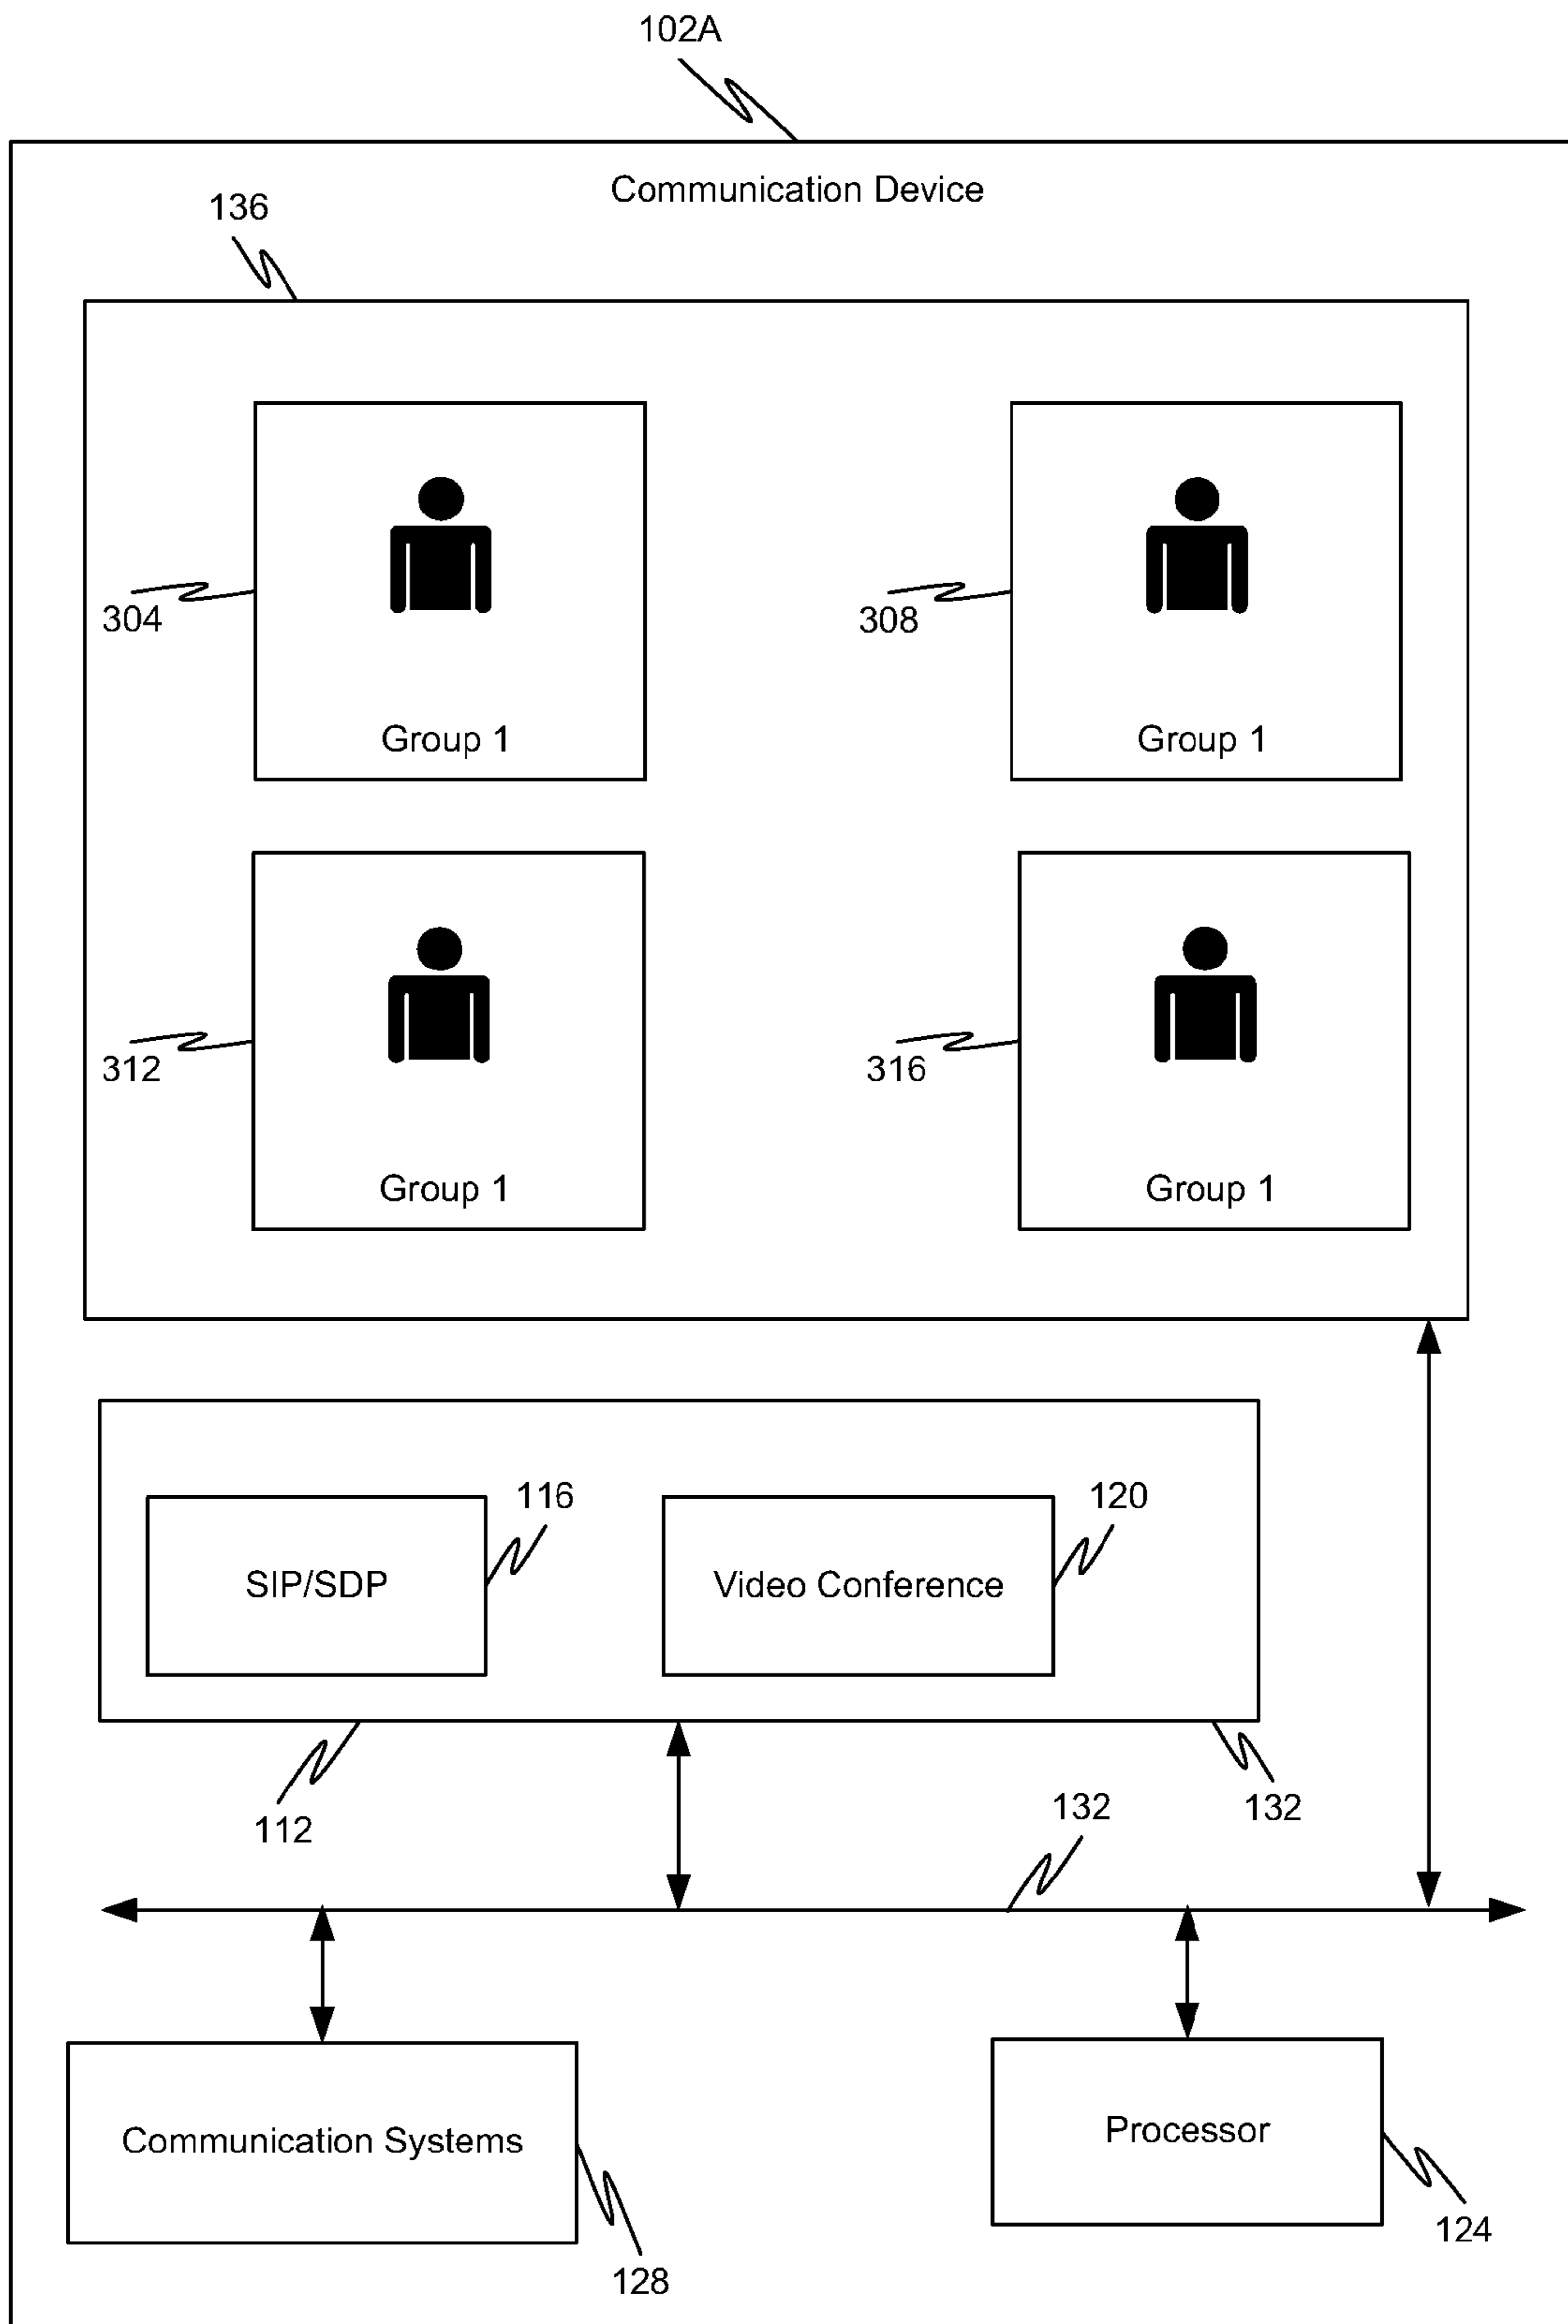 102A
Communication Device
136
304
Group 1
308
Group 1
312
Group 1
316
Group 1
116
SIP/SDP
120
Video Conference
112
132
132
Communication Systems
128
Processor
124